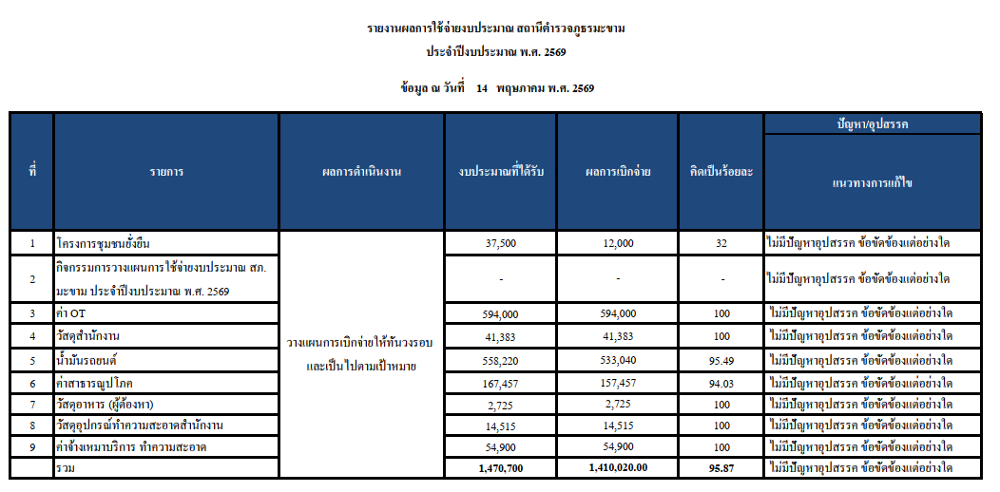 รายงานผลการใช้จ่ายงบประมาณ สถานีตำรวจภูธรมะขาม
ประจำปีงบประมาณ พ.ศ. 2569
ข้อมูล ณ วันที่ 14 พฤษภาคม พ.ศ. 2569
ที่ รายการ ผลการดำเนินงาน งบประมาณที่ได้รับ ผลการเบิกจ่าย คิดเป็นร้อยละ ปัญหา/อุปสรรค
แนวทางการแก้ไข
1 โครงการชุมชนยั่งยืน 37,500 12,000 32 ไม่มีปัญหาอุปสรรค ข้อขัดข้องแต่อย่างใด
กิจกรรมการวางแผนการใช้จ่ายงบประมาณ สภ.
2 - - - ไม่มีปัญหาอุปสรรค ข้อขัดข้องแต่อย่างใด
มะขาม ประจำปีงบประมาณ พ.ศ. 2569
3 ค่า OT 594,000 594,000 100 ไม่มีปัญหาอุปสรรค ข้อขัดข้องแต่อย่างใด
4 วัสดุสำนักงาน 41,383 41,383 100 ไม่มีปัญหาอุปสรรค ข้อขัดข้องแต่อย่างใด
วางแผนการเบิกจ่ายให้ทันวงรอบ
5 น้ำมันรถยนต์ 558,220 533,040 95.49 ไม่มีปัญหาอุปสรรค ข้อขัดข้องแต่อย่างใด
และเป็นไปตามเป้าหมาย
6 ค่าสาธารณูปโภค 167,457 157,457 94.03 ไม่มีปัญหาอุปสรรค ข้อขัดข้องแต่อย่างใด
7 วัสดุอาหาร (ผู้ต้องหา) 2,725 2,725 100 ไม่มีปัญหาอุปสรรค ข้อขัดข้องแต่อย่างใด
8 วัสดุอุปกรณ์ทำความสะอาดสำนักงาน 14,515 14,515 100 ไม่มีปัญหาอุปสรรค ข้อขัดข้องแต่อย่างใด
9 ค่าจ้างเหมาบริการ ทำความสะอาด 54,900 54,900 100 ไม่มีปัญหาอุปสรรค ข้อขัดข้องแต่อย่างใด
รวม 1,470,700 1,410,020.00 95.87 ไม่มีปัญหาอุปสรรค ข้อขัดข้องแต่อย่างใด